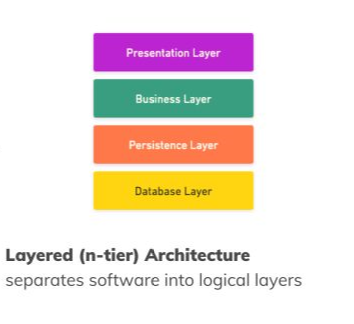 Presentation Layer
Business Layer
Persistence Layer
Database Layer
Layered (n-tier) Architecture
separates software into logical layers